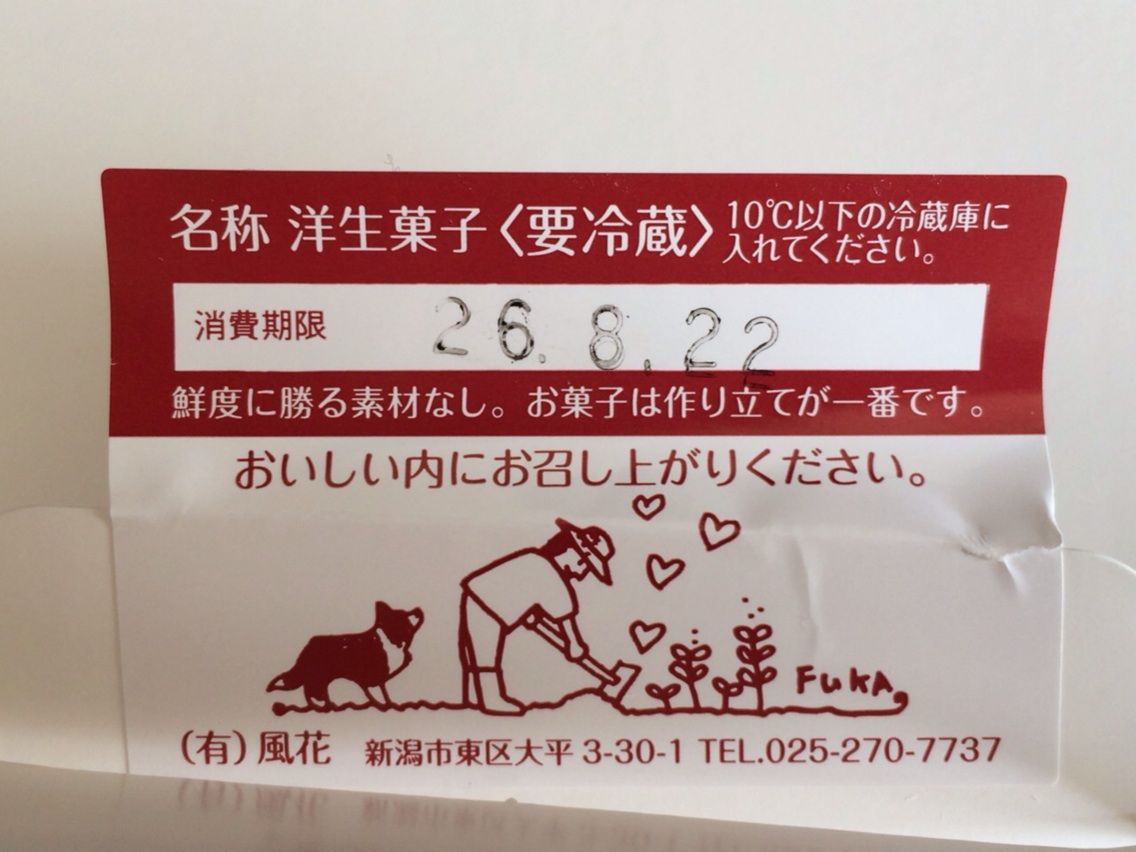 名称 洋生菓子〈要冷蔵〉10℃以下の冷蔵庫に
入れてください。
消費期限 26.8.22
鮮度に勝る素材なし。お菓子は作り立てが一番です。
おいしい内にお召し上がりください。
FUKA
(有)風花 新潟市東区大平3-30-1 TEL.025-270-7737